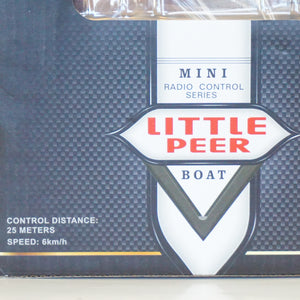 MINI
RADIO CONTROL
SERIES
LITTLE
PEER
BOAT
CONTROL DISTANCE:
25 METERS
SPEED: 6km/h